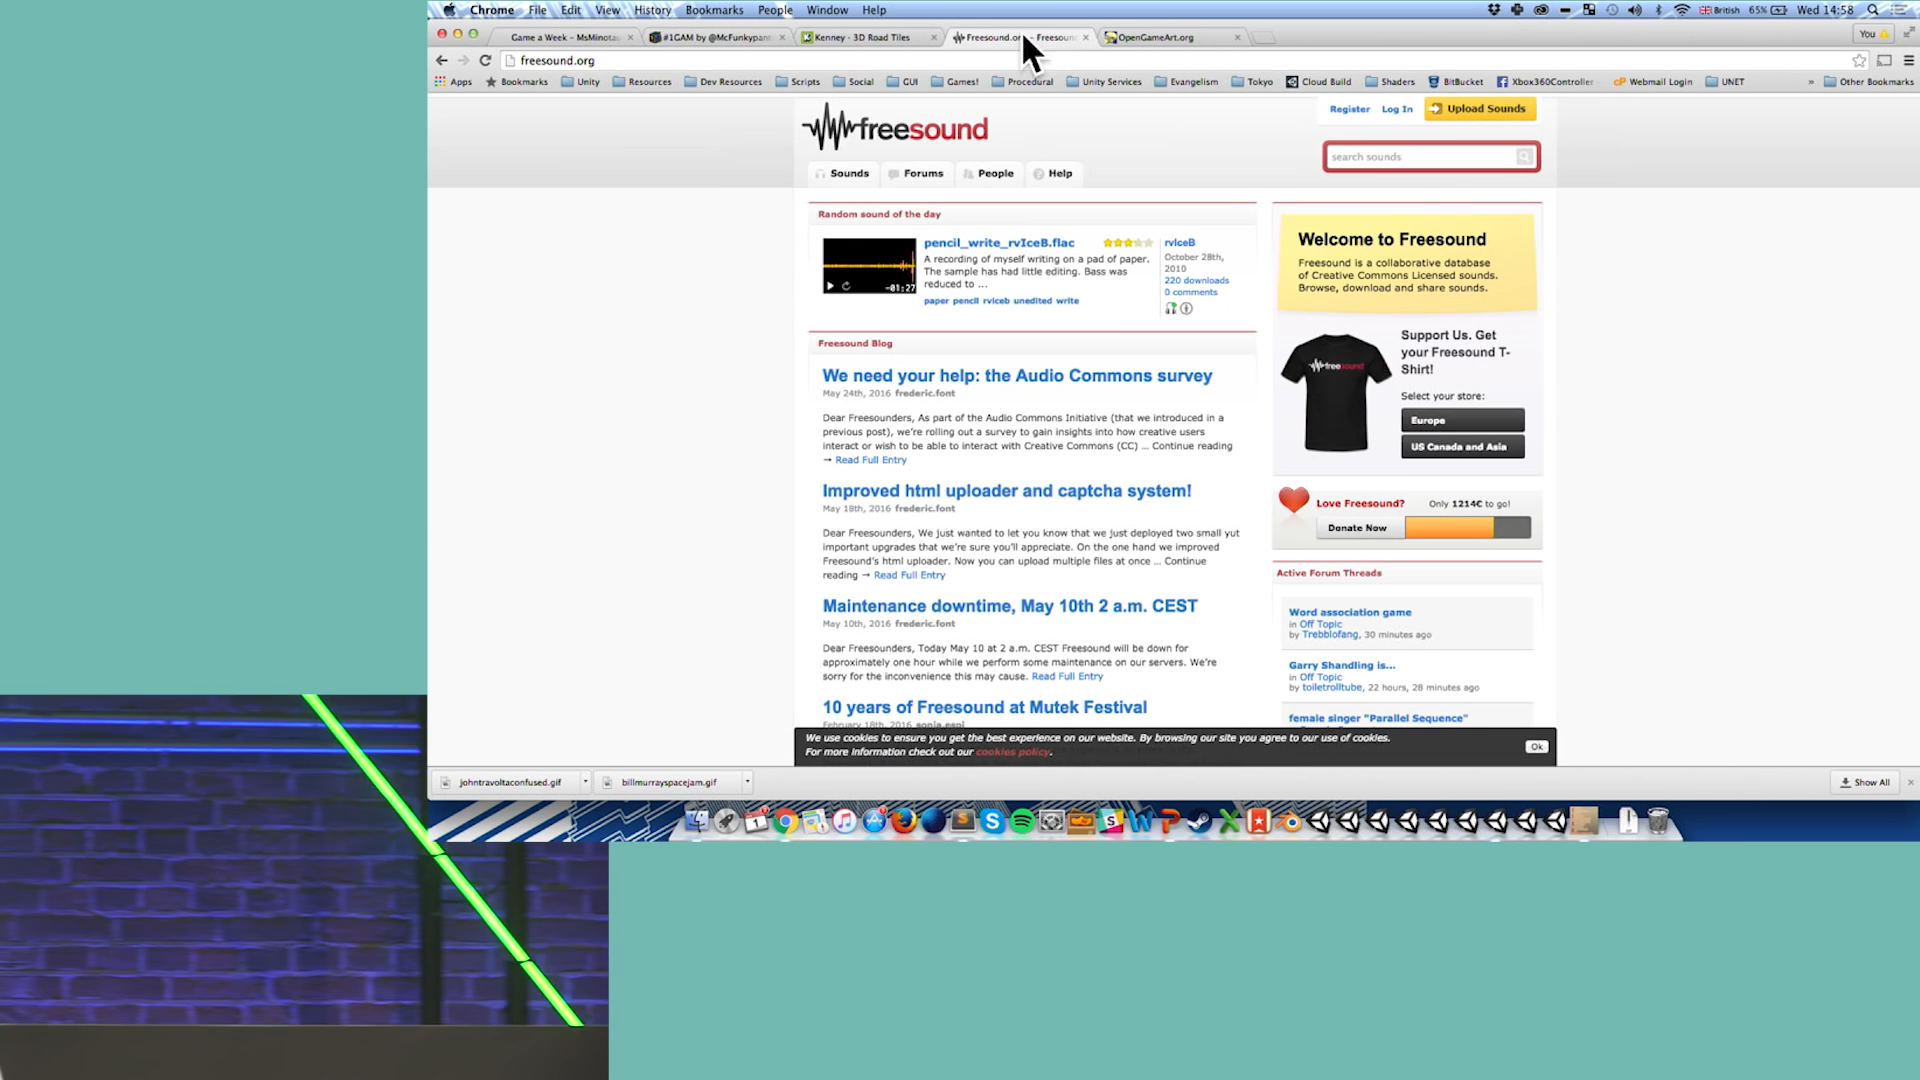 Chrome File Edit View History Bookmarks People Window Help
British 65% Wed 14:58
Game a Week - MsMinotau
#1GAM by @McFunkypant
Kenney · 3D Road Tiles
Freesound.o
Freesoun
OpenGameArt.org
You
freesound.org
Apps Bookmarks Unity Resources Dev Resources Scripts Social GUI Games! Procedural Unity Services Evangelism Tokyo Cloud Build Shaders BitBucket Xbox360Controller Webmail Login UNET » Other Bookmarks
freesound
Register Log In Upload Sounds
search sounds
Sounds Forums People Help
Random sound of the day
pencil_write_rvIceB.flac
A recording of myself writing on a pad of paper.
The sample has had little editing. Bass was
reduced to ...
paper pencil rviceb unedited write
-01:27
rvIceB
October 28th,
2010
220 downloads
0 comments
Freesound Blog
We need your help: the Audio Commons survey
May 24th, 2016 frederic.font
Dear Freesounders, As part of the Audio Commons Initiative (that we introduced in a
previous post), we're rolling out a survey to gain insights into how creative users
interact or wish to be able to interact with Creative Commons (CC) ... Continue reading
→ Read Full Entry
Improved html uploader and captcha system!
May 18th, 2016 frederic.font
Dear Freesounders, We just wanted to let you know that we just deployed two small yut
important upgrades that we're sure you'll appreciate. On the one hand we improved
Freesound's html uploader. Now you can upload multiple files at once ... Continue
reading → Read Full Entry
Maintenance downtime, May 10th 2 a.m. CEST
May 10th, 2016 frederic.font
Dear Freesounders, Today May 10 at 2 a.m. CEST Freesound will be down for
approximately one hour while we perform some maintenance on our servers. We're
sorry for the inconvenience this may cause. Read Full Entry
10 years of Freesound at Mutek Festival
February 18th, 2016 sonia.espi
Welcome to Freesound
Freesound is a collaborative database
of Creative Commons Licensed sounds.
Browse, download and share sounds.
freesound
Support Us. Get
your Freesound T-
Shirt!
Select your store:
Europe
US Canada and Asia
Love Freesound? Only 1214€ to go!
Donate Now
Active Forum Threads
Word association game
in Off Topic
by Trebblofang, 30 minutes ago
Garry Shandling is...
in Off Topic
by toiletrolltube, 22 hours, 28 minutes ago
female singer "Parallel Sequence"
We use cookies to ensure you get the best experience on our website. By browsing our site you agree to our use of cookies.
For more information check out our cookies policy.
Ok
johntravoltaconfused.gif
billmurrayspacejam.gif
Show All